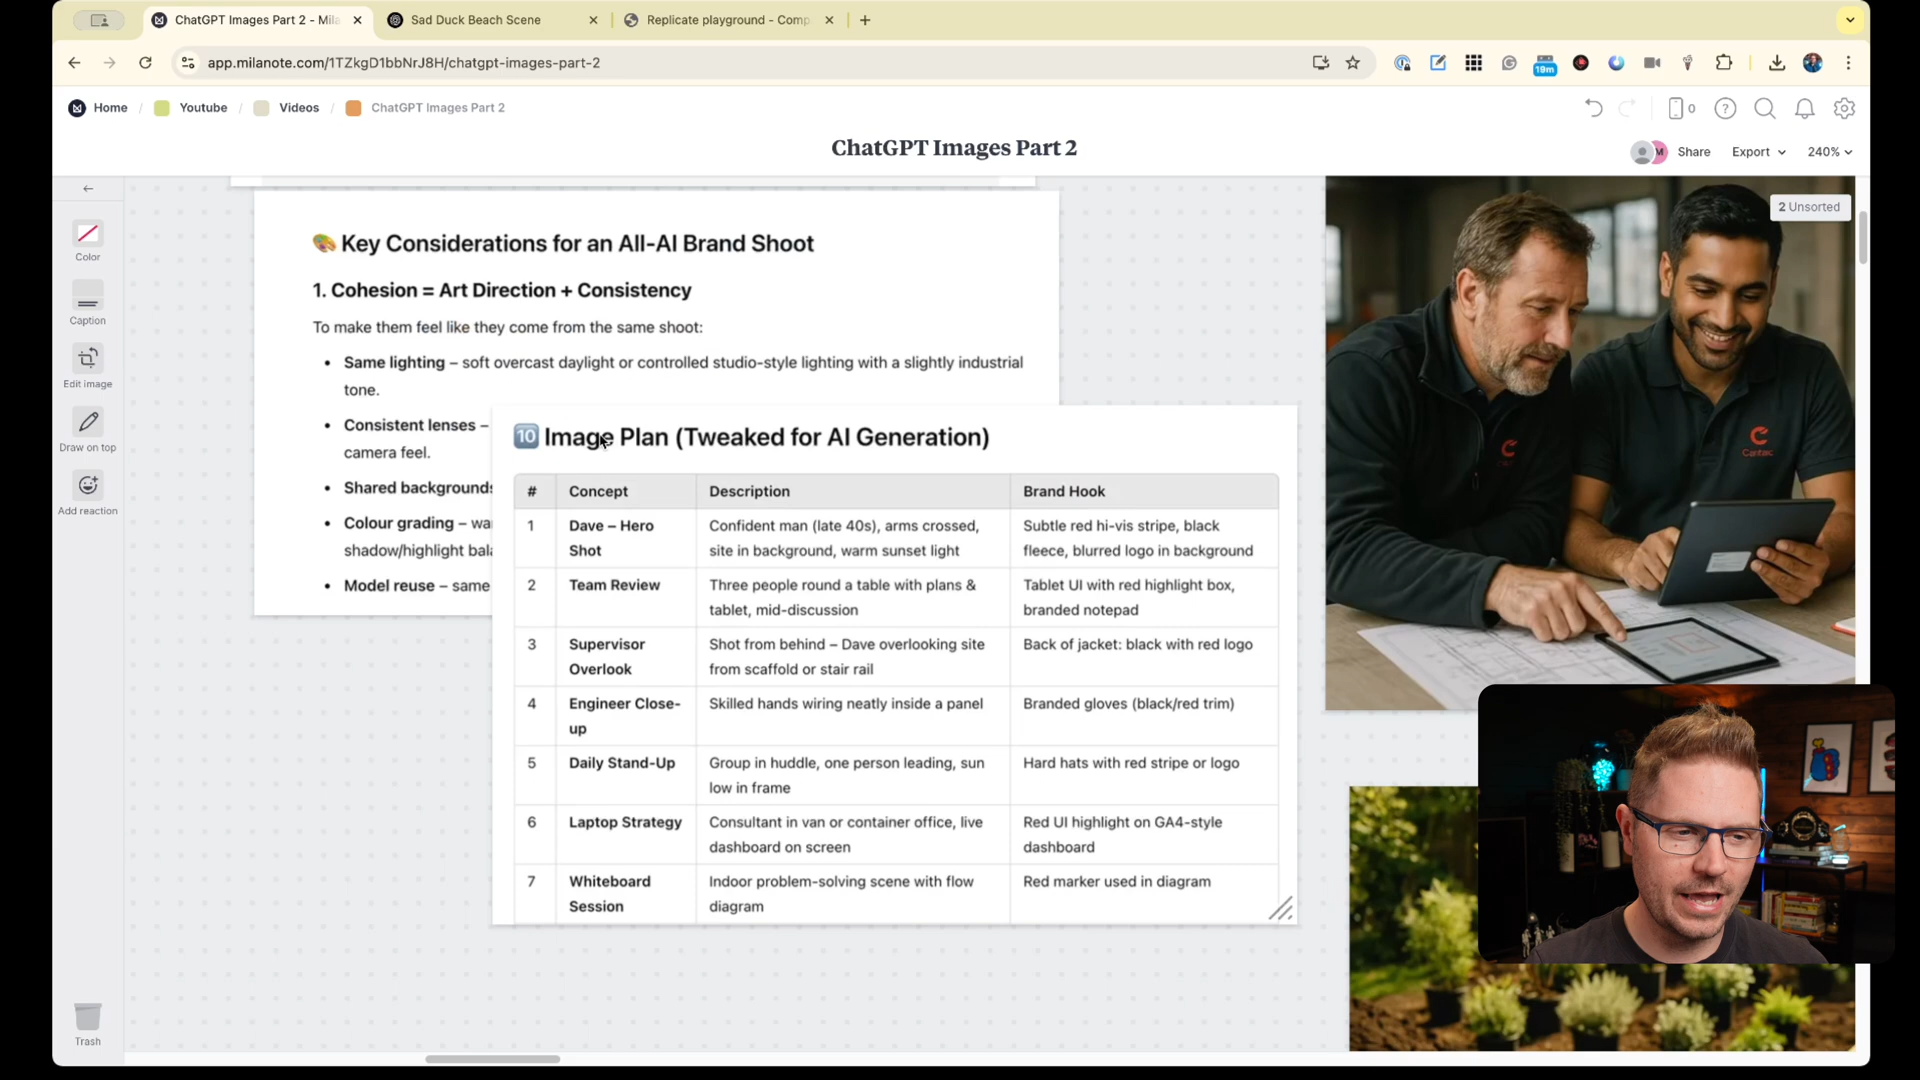 ChatGPT Images Part 2 - Mila
Sad Duck Beach Scene
Replicate playground - Comp
app.milanote.com/1TZkgD1bbNrJ8H/chatgpt-images-part-2
19m
Home / Youtube / Videos / ChatGPT Images Part 2
0
ChatGPT Images Part 2
M
Share
Export
240%
Color
Caption
Edit image
Draw on top
Add reaction
Trash
2 Unsorted
🎨 Key Considerations for an All-AI Brand Shoot
1. Cohesion = Art Direction + Consistency
To make them feel like they come from the same shoot:
• Same lighting – soft overcast daylight or controlled studio-style lighting with a slightly industrial
tone.
• Consistent lenses –
camera feel.
• Shared backgrounds
• Colour grading – wa
shadow/highlight bala
• Model reuse – same
🔟 Image Plan (Tweaked for AI Generation)
# Concept Description Brand Hook
1 Dave – Hero Shot Confident man (late 40s), arms crossed, site in background, warm sunset light Subtle red hi-vis stripe, black fleece, blurred logo in background
2 Team Review Three people round a table with plans & tablet, mid-discussion Tablet UI with red highlight box, branded notepad
3 Supervisor Overlook Shot from behind – Dave overlooking site from scaffold or stair rail Back of jacket: black with red logo
4 Engineer Close-up Skilled hands wiring neatly inside a panel Branded gloves (black/red trim)
5 Daily Stand-Up Group in huddle, one person leading, sun low in frame Hard hats with red stripe or logo
6 Laptop Strategy Consultant in van or container office, live dashboard on screen Red UI highlight on GA4-style dashboard
7 Whiteboard Session Indoor problem-solving scene with flow diagram Red marker used in diagram